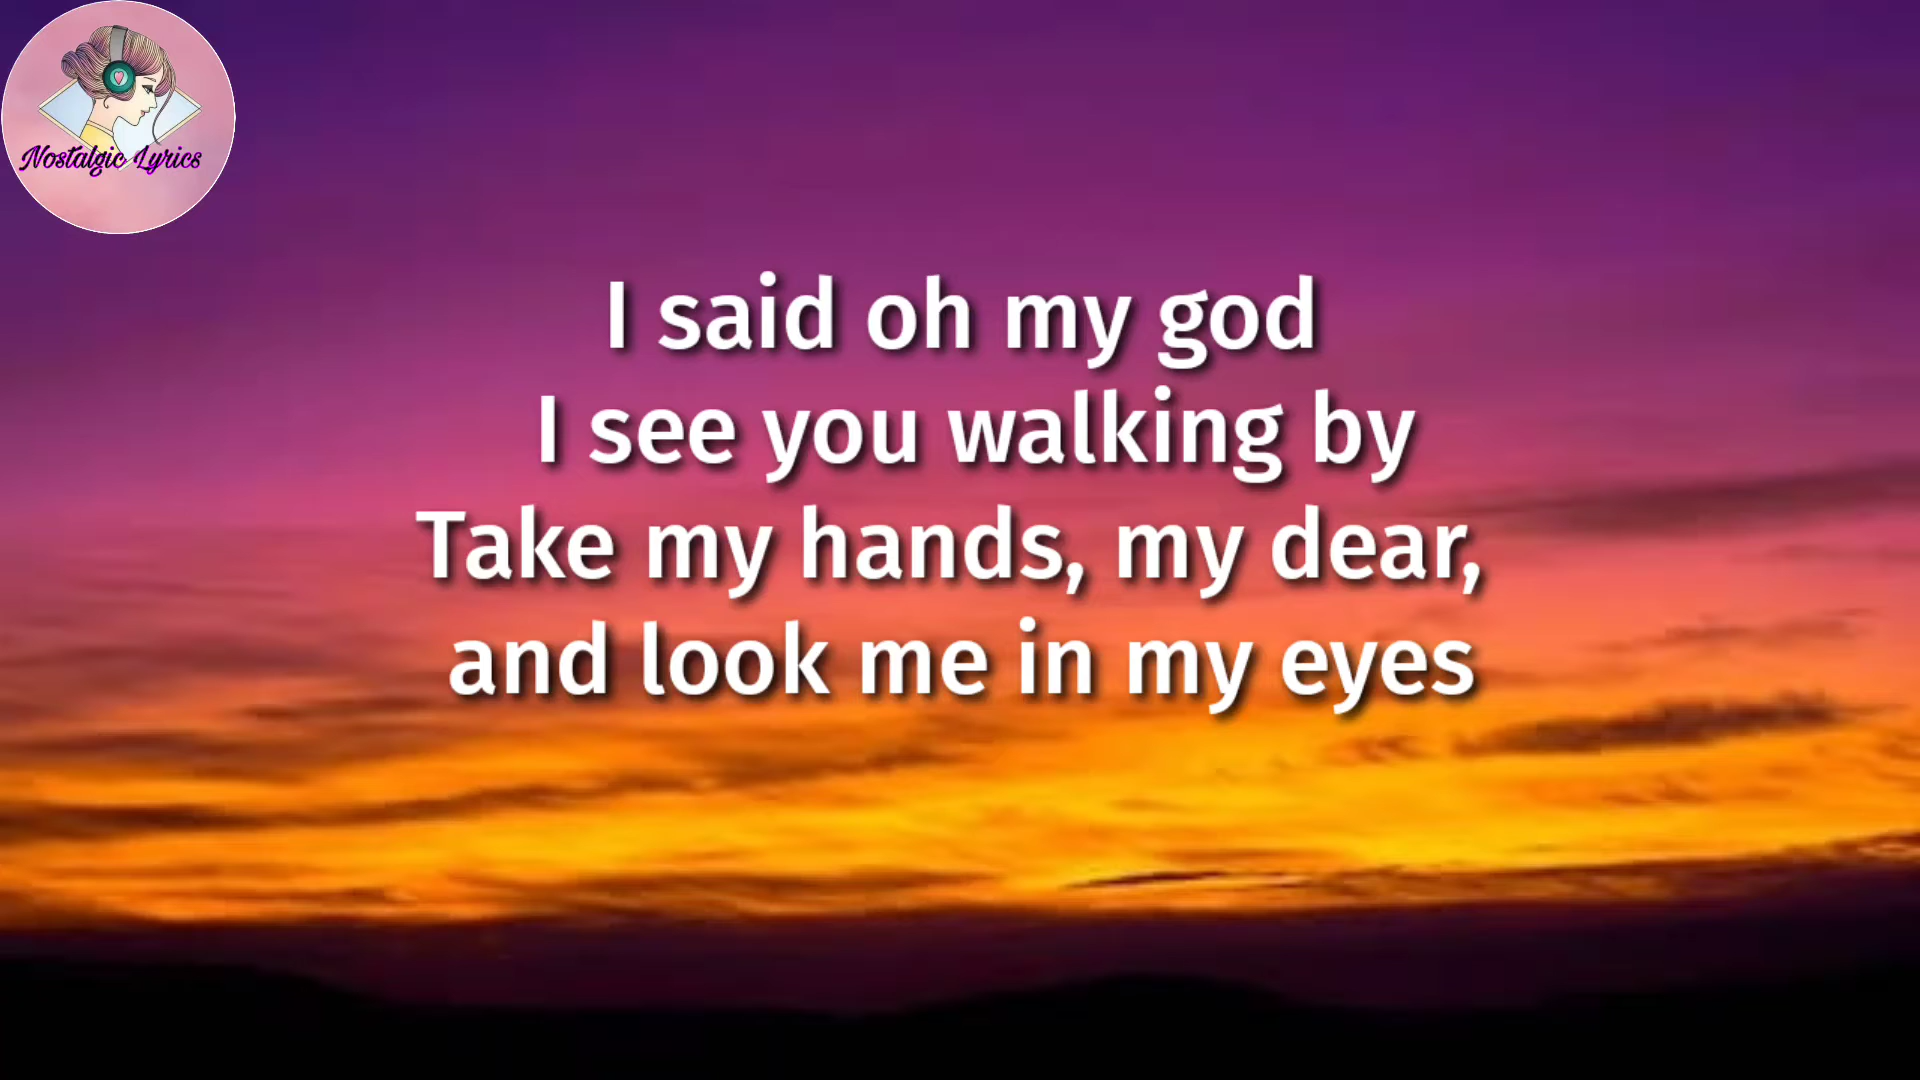 Nostalgic Lyrics
I said oh my god
I see you walking by
Take my hands, my dear,
and look me in my eyes